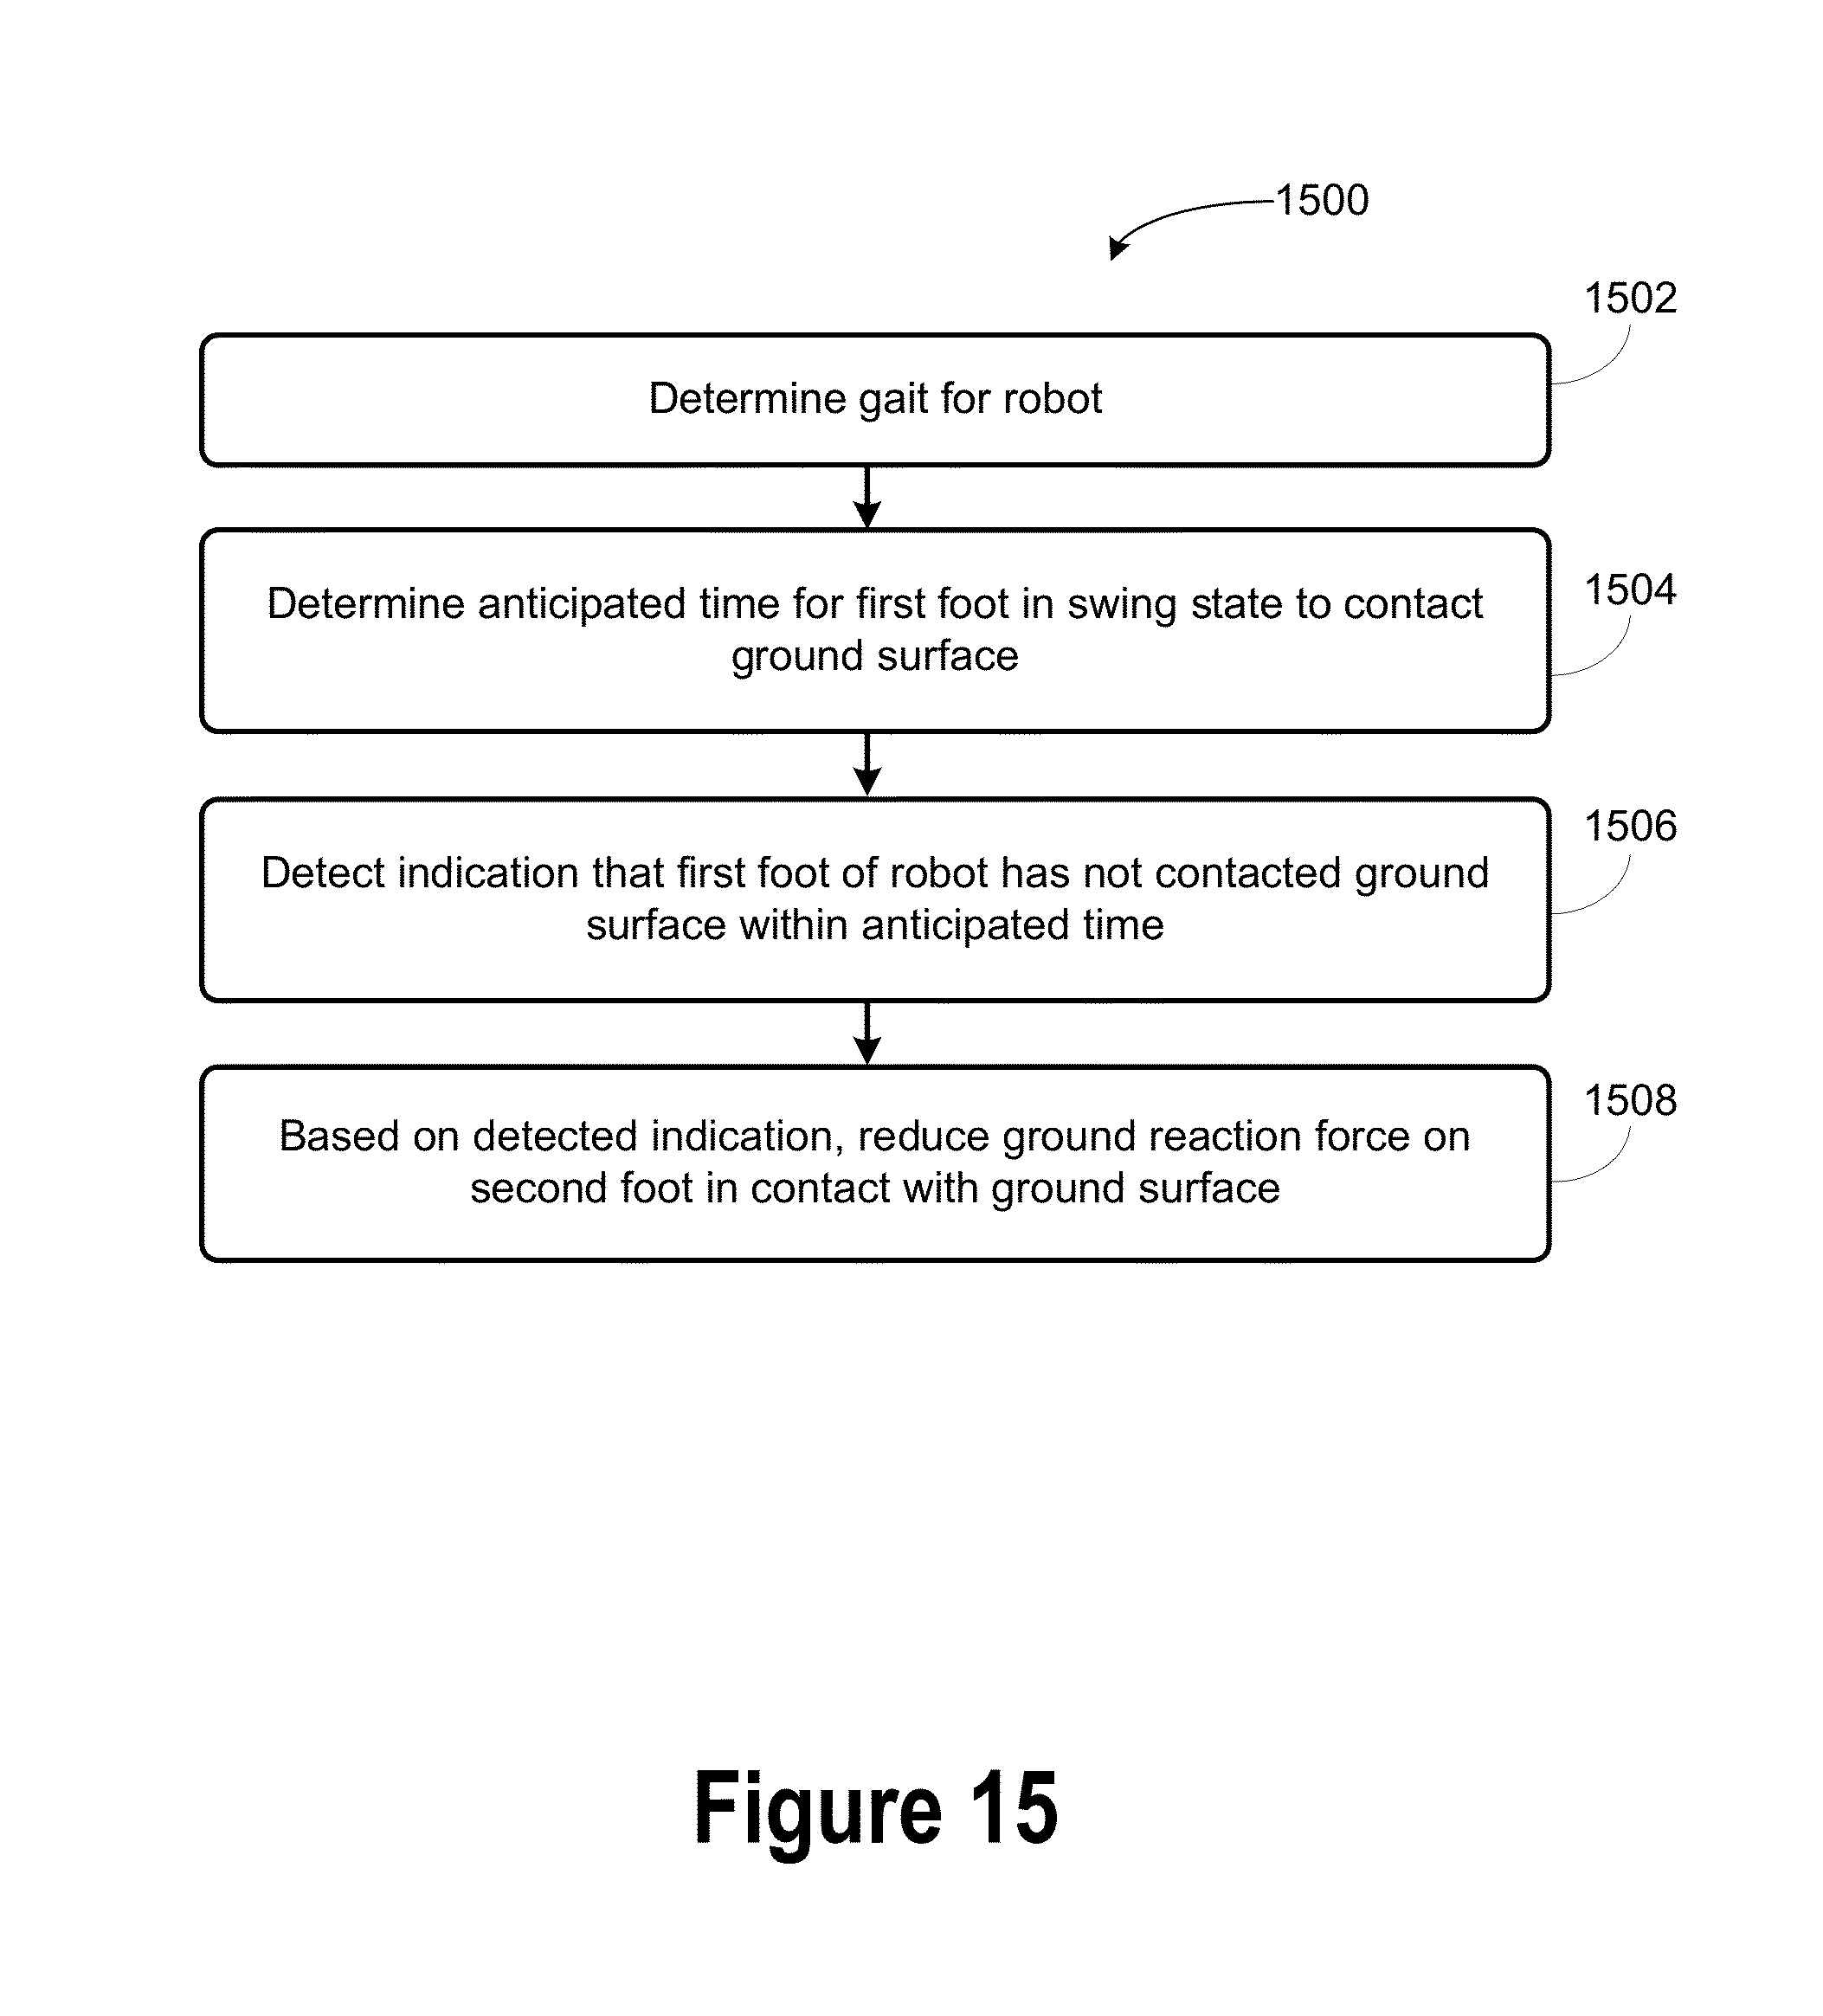 1500
1502
Determine gait for robot
1504
Determine anticipated time for first foot in swing state to contact
ground surface
1506
Detect indication that first foot of robot has not contacted ground
surface within anticipated time
1508
Based on detected indication, reduce ground reaction force on
second foot in contact with ground surface
Figure 15